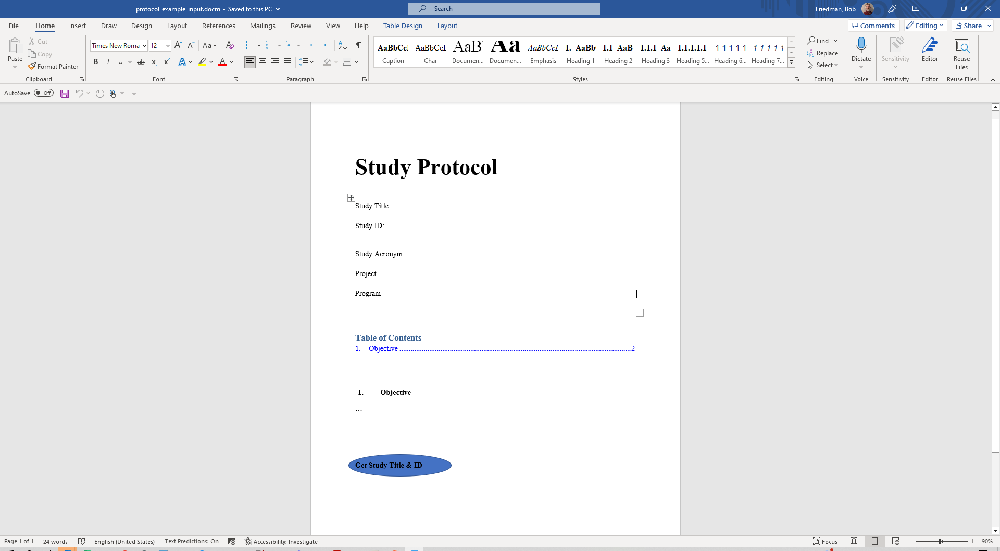 protocol_example_input.docm • Saved to this PC
Search
Friedman, Bob
File Home Insert Draw Design Layout References Mailings Review View Help Table Design Layout
Comments Editing Share
Paste
Cut
Copy
Format Painter
Clipboard
Times New Roma 12
Aa
B I U ab x₂ x² A A
Font
Paragraph
AaBbCcl AaBbCcI AaB Aa AaBbCcL 1. AaBb 1.1 AaB 1.1.1 Aa 1.1.1.1.1 1.1.1.1.1 1.1.1.1.1
Caption Char Documen... Documen... Emphasis Heading 1 Heading 2 Heading 3 Heading 5... Heading 6... Heading 7...
Styles
Find
Replace
Select
Editing
Dictate
Voice
Sensitivity
Sensitivity
Editor
Editor
Reuse
Files
Reuse Files
AutoSave Off
Study Protocol
Study Title:
Study ID:
Study Acronym
Project
Program
Table of Contents
1. Objective ........ 2
1. Objective
...
Get Study Title & ID
Page 1 of 1 24 words English (United States) Text Predictions: On Accessibility: Investigate
Focus 90%